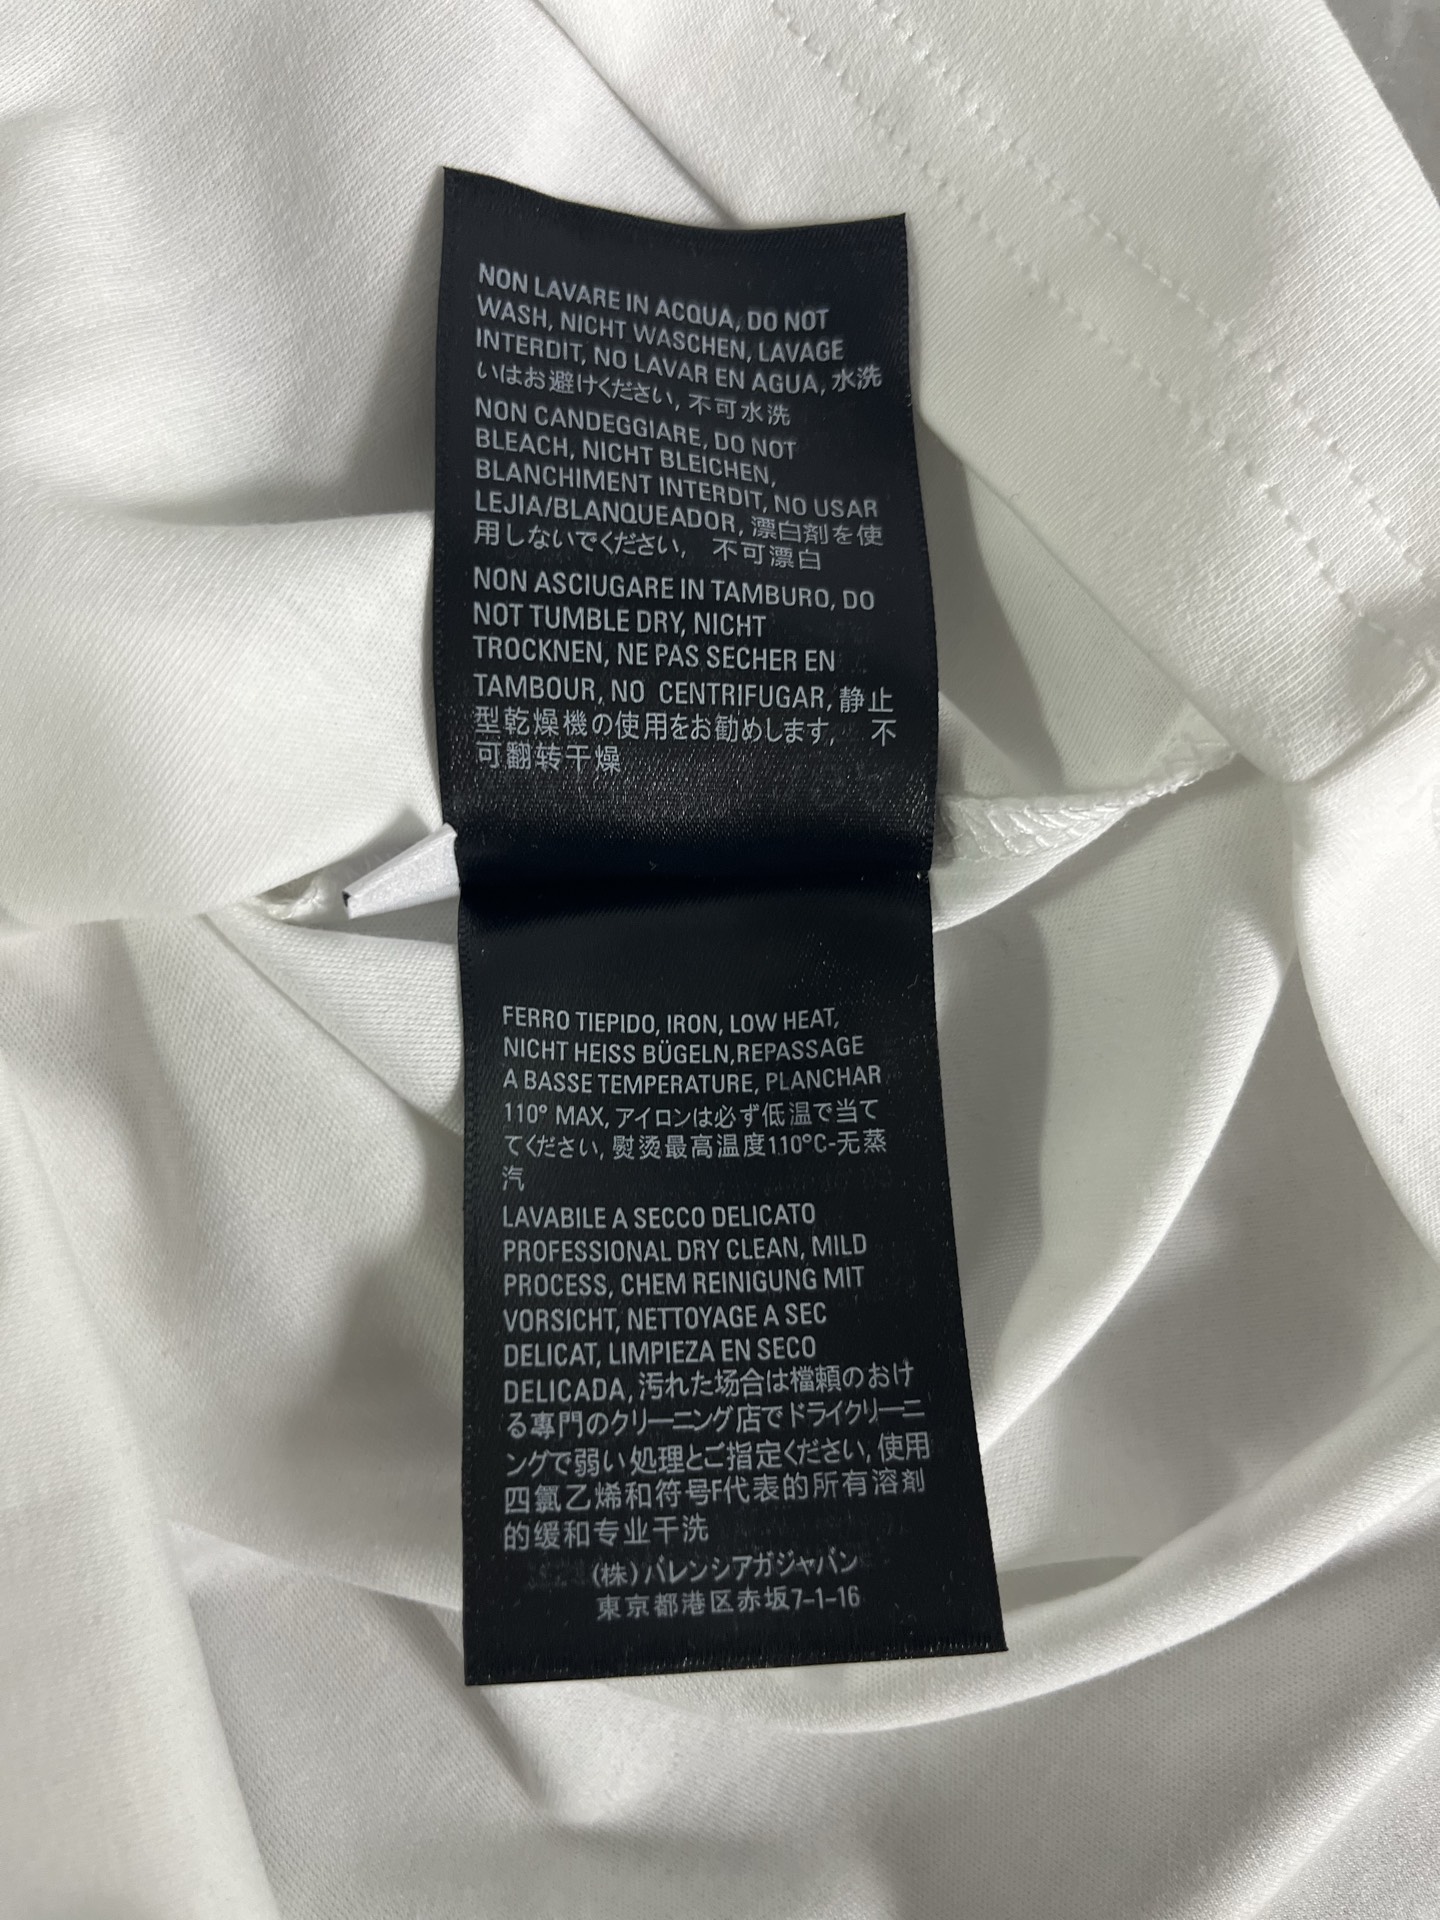 NON LAVARE IN ACQUA, DO NOT
WASH, NICHT WASCHEN, LAVAGE
INTERDIT, NO LAVAR EN AGUA, 水洗
いはお避けください, 不可水洗
NON CANDEGGIARE, DO NOT
BLEACH, NICHT BLEICHEN,
BLANCHIMENT INTERDIT, NO USAR
LEJIA/BLANQUEADOR, 漂白剤を使
用しないでください, 不可漂白
NON ASCIUGARE IN TAMBURO, DO
NOT TUMBLE DRY, NICHT
TROCKNEN, NE PAS SECHER EN
TAMBOUR, NO CENTRIFUGAR, 静止
型乾燥機の使用をお勧めします, 不
可翻转干燥
FERRO TIEPIDO, IRON, LOW HEAT,
NICHT HEISS BÜGELN,REPASSAGE
A BASSE TEMPERATURE, PLANCHAR
110° MAX, アイロンは必ず低温で当て
てください, 熨烫最高温度110°C-无蒸
汽
LAVABILE A SECCO DELICATO
PROFESSIONAL DRY CLEAN, MILD
PROCESS, CHEM REINIGUNG MIT
VORSICHT, NETTOYAGE A SEC
DELICAT, LIMPIEZA EN SECO
DELICADA, 汚れた场合は檔頼のおけ
る専門のクリーニング店でドライクリーニ
ングで弱い処理とご指定ください, 使用
四氯乙烯和符号F代表的所有溶剤
的缓和专业干洗
(株)バレンシアガジャパン
東京都港区赤坂7-1-16